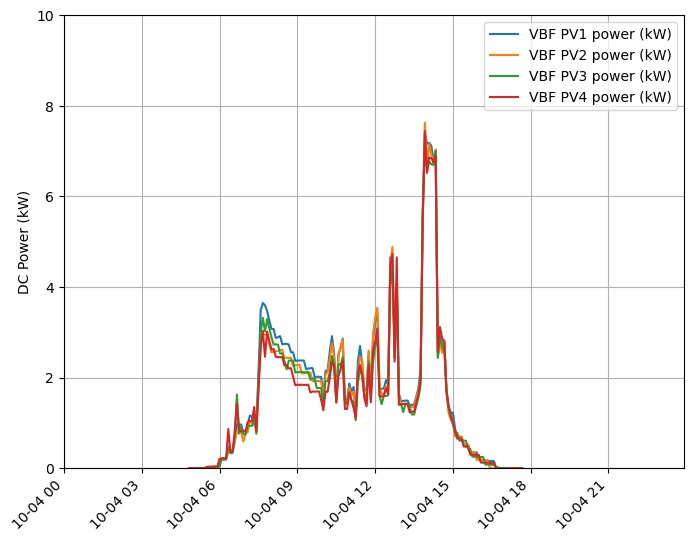 DC Power (kW)
10
8
6
4
2
0
VBF PV1 power (kW)
VBF PV2 power (kW)
VBF PV3 power (kW)
VBF PV4 power (kW)
10-04 00
10-04 03
10-04 06
10-04 09
10-04 12
10-04 15
10-04 18
10-04 21